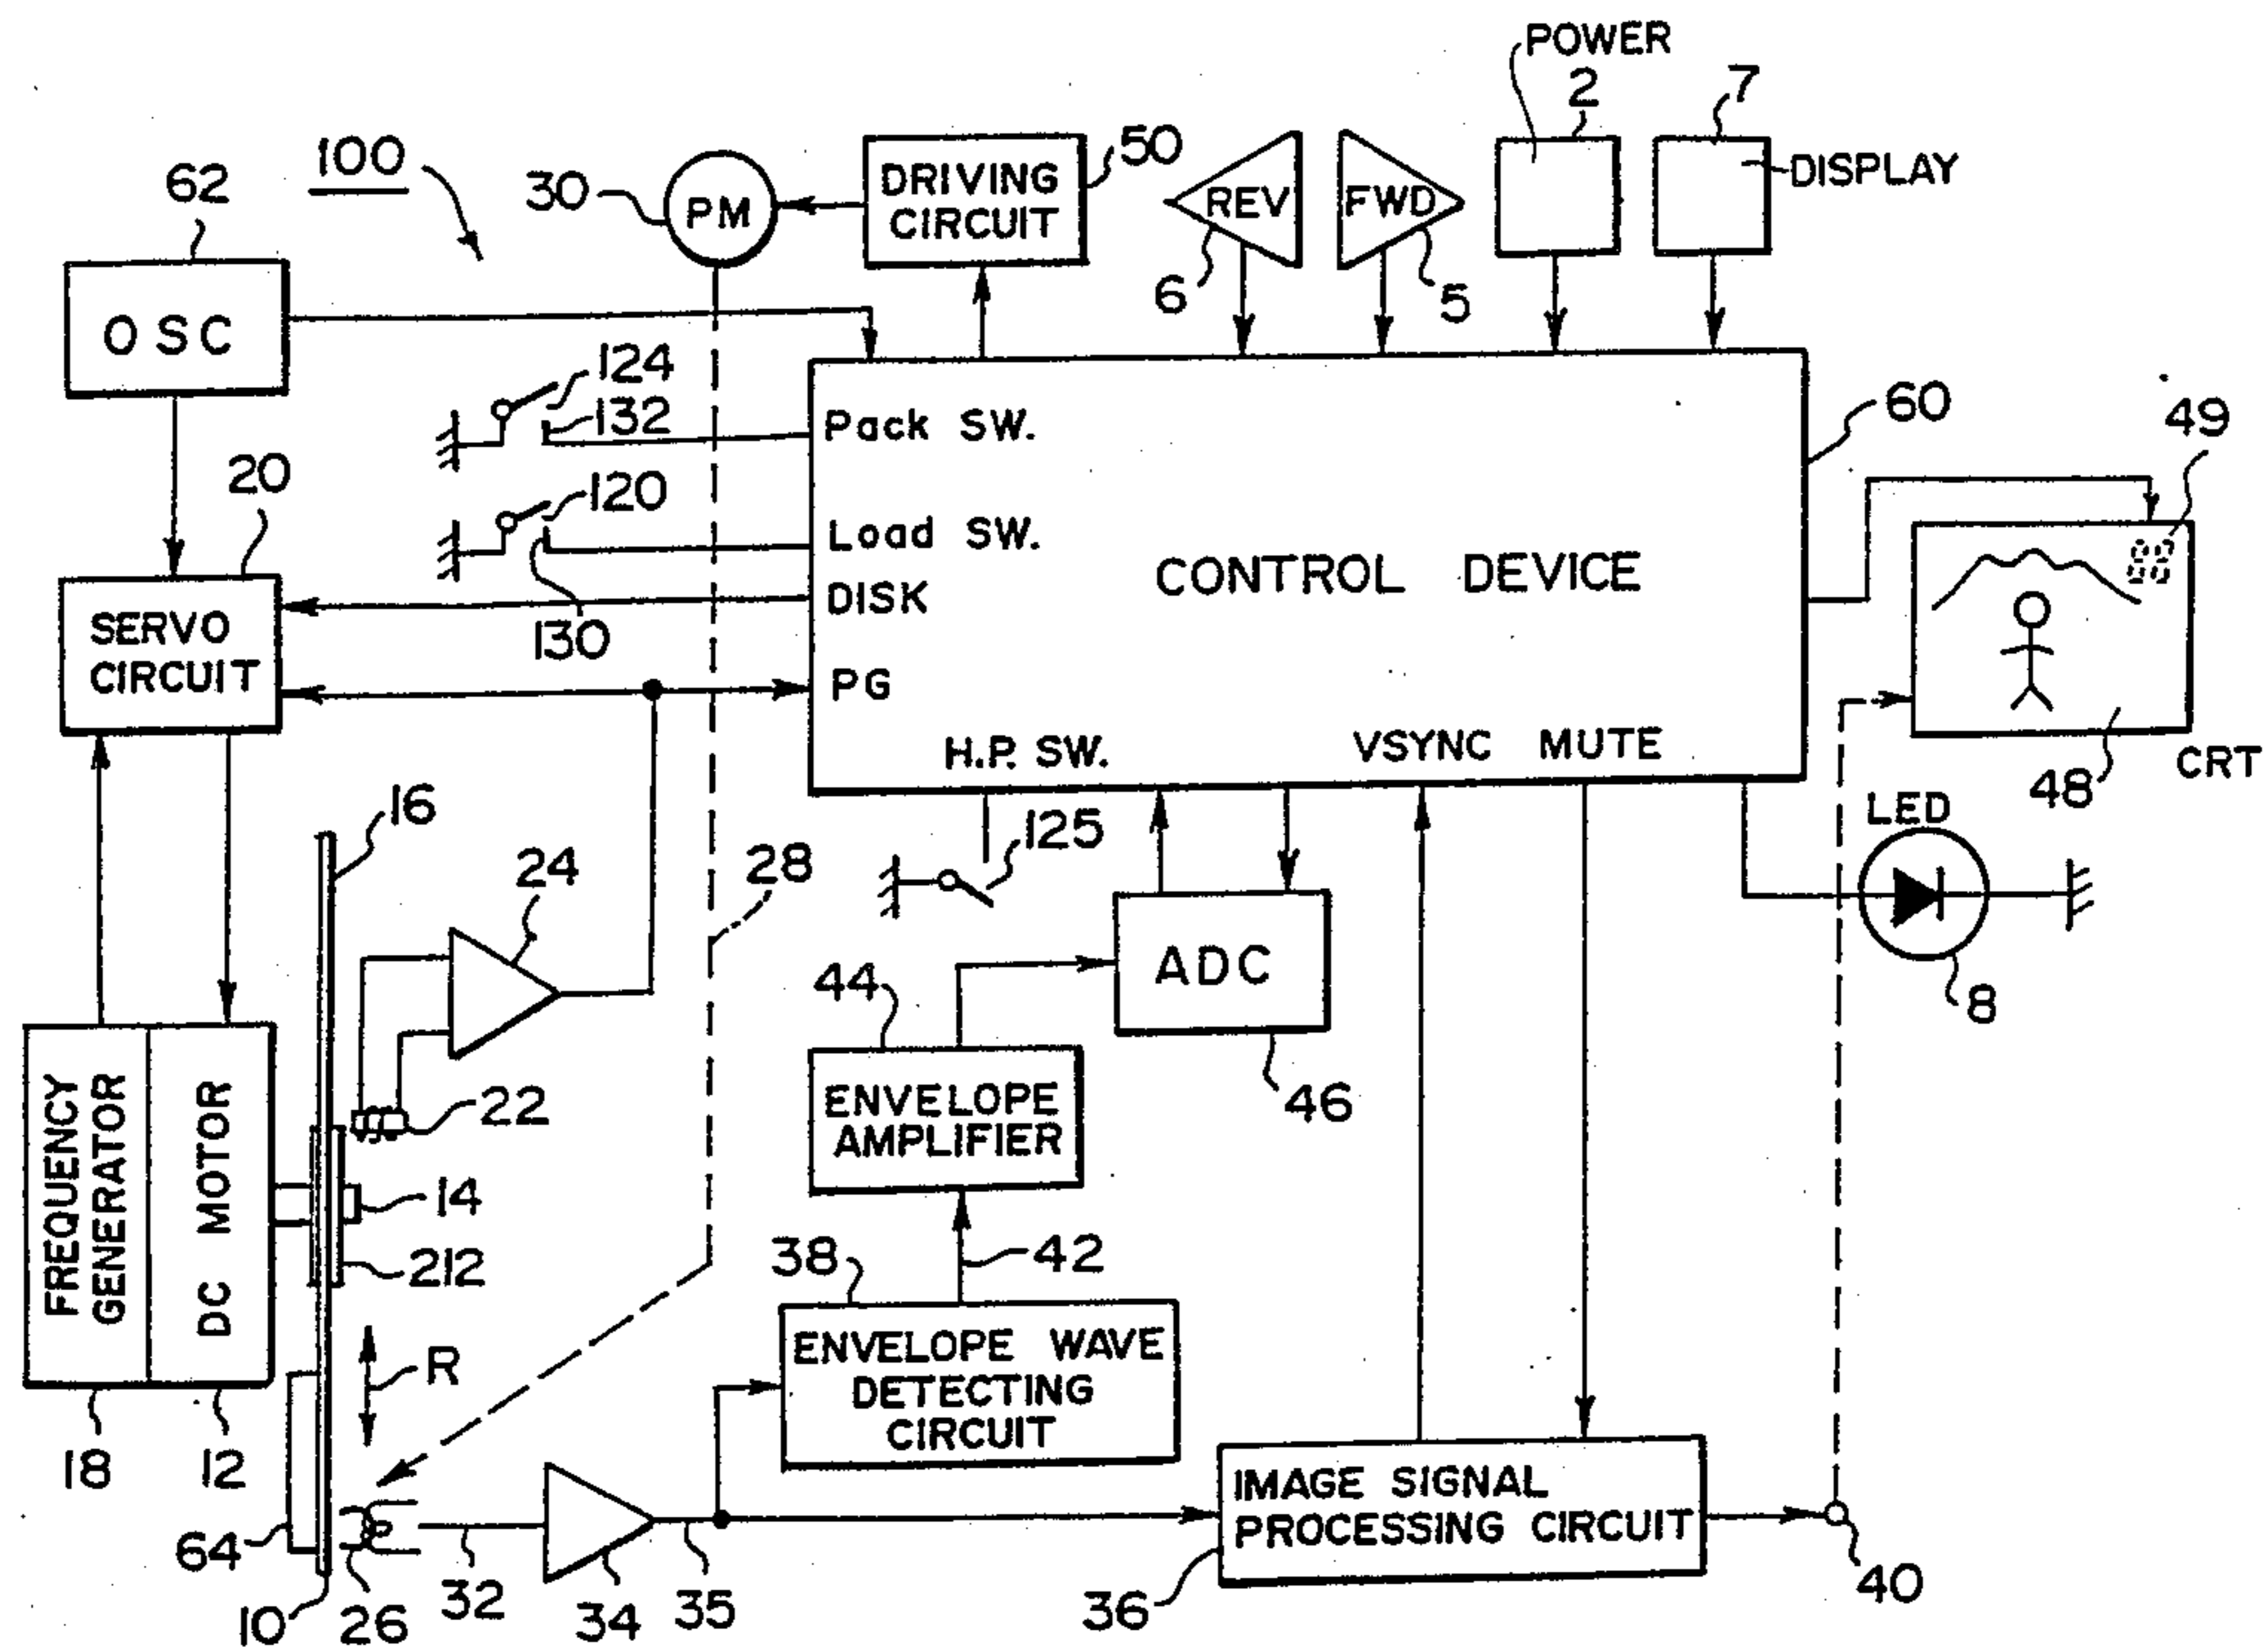 POWER
2
7
100
62
30
PM
DRIVING
CIRCUIT
50
REV
FWD
DISPLAY
6
5
OSC
124
132
Pack SW.
60
49
20
120
Load SW.
CONTROL DEVICE
DISK
130
SERVO
CIRCUIT
PG
H.P. SW.
VSYNC
MUTE
48
CRT
LED
16
125
28
24
44
ADC
8
46
FREQUENCY
GENERATOR
DC MOTOR
22
ENVELOPE
AMPLIFIER
14
212
38
42
R
ENVELOPE WAVE
DETECTING
CIRCUIT
18
12
64
IMAGE SIGNAL
PROCESSING CIRCUIT
10
26
32
34
35
36
40